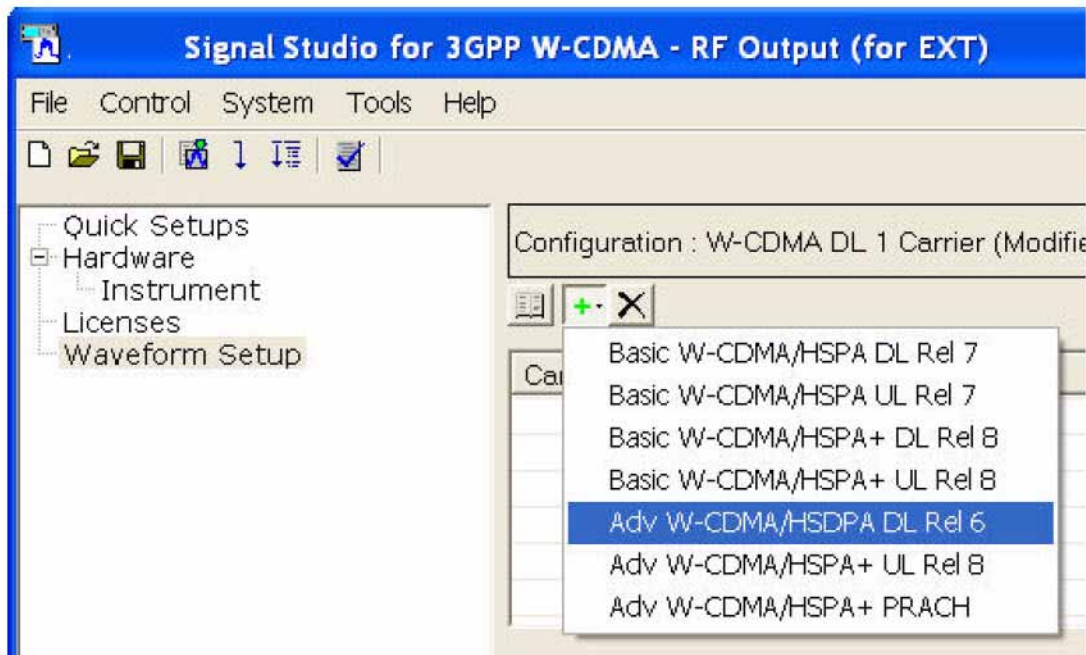 Signal Studio for 3GPP W-CDMA - RF Output (for EXT)
File Control System Tools Help
Quick Setups
Hardware
Instrument
Licenses
Waveform Setup
Configuration : W-CDMA DL 1 Carrier (Modifie
Basic W-CDMA/HSPA DL Rel 7
Basic W-CDMA/HSPA UL Rel 7
Basic W-CDMA/HSPA+ DL Rel 8
Basic W-CDMA/HSPA+ UL Rel 8
Adv W-CDMA/HSDPA DL Rel 6
Adv W-CDMA/HSPA+ UL Rel 8
Adv W-CDMA/HSPA+ PRACH